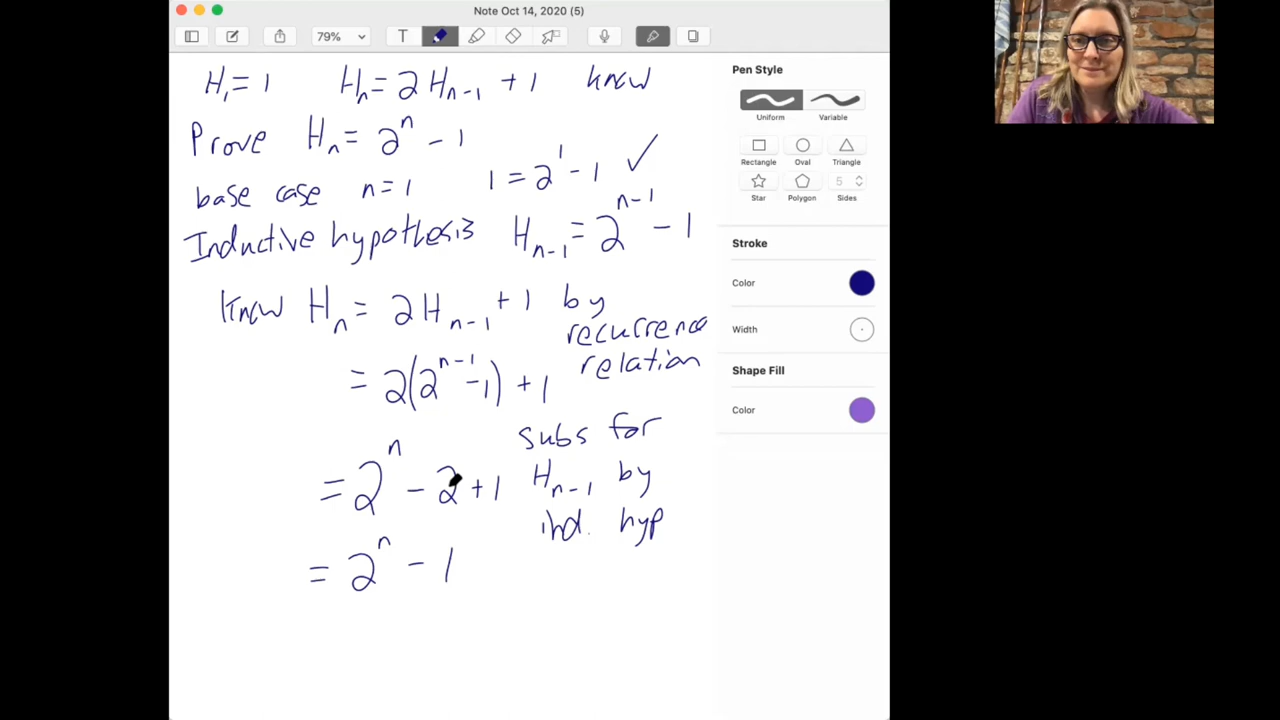 Note Oct 14, 2020 (5)
79%
T
H₁ = 1 Hₙ = 2Hₙ₋₁ + 1 know
Prove Hₙ = 2ⁿ - 1
base case n = 1 1 = 2¹ - 1 ✓
Inductive hypothesis Hₙ₋₁ = 2ⁿ⁻¹ - 1
know Hₙ = 2Hₙ₋₁ + 1 by
recurrence
relation
= 2(2ⁿ⁻¹ - 1) + 1
subs for
Hₙ₋₁ by
ind. hyp
= 2ⁿ - 2 + 1
= 2ⁿ - 1
Pen Style
Uniform Variable
Rectangle Oval Triangle
5
Star Polygon Sides
Stroke
Color
Width
Shape Fill
Color